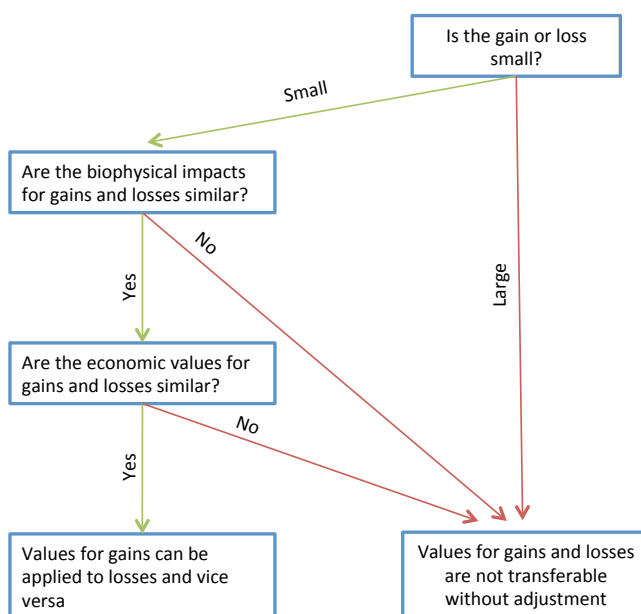 Is the gain or loss
small?
Small
Are the biophysical impacts
for gains and losses similar?
No
Yes
Large
Are the economic values for
gains and losses similar?
No
Yes
Values for gains can be
applied to losses and vice
versa
Values for gains and losses
are not transferable
without adjustment